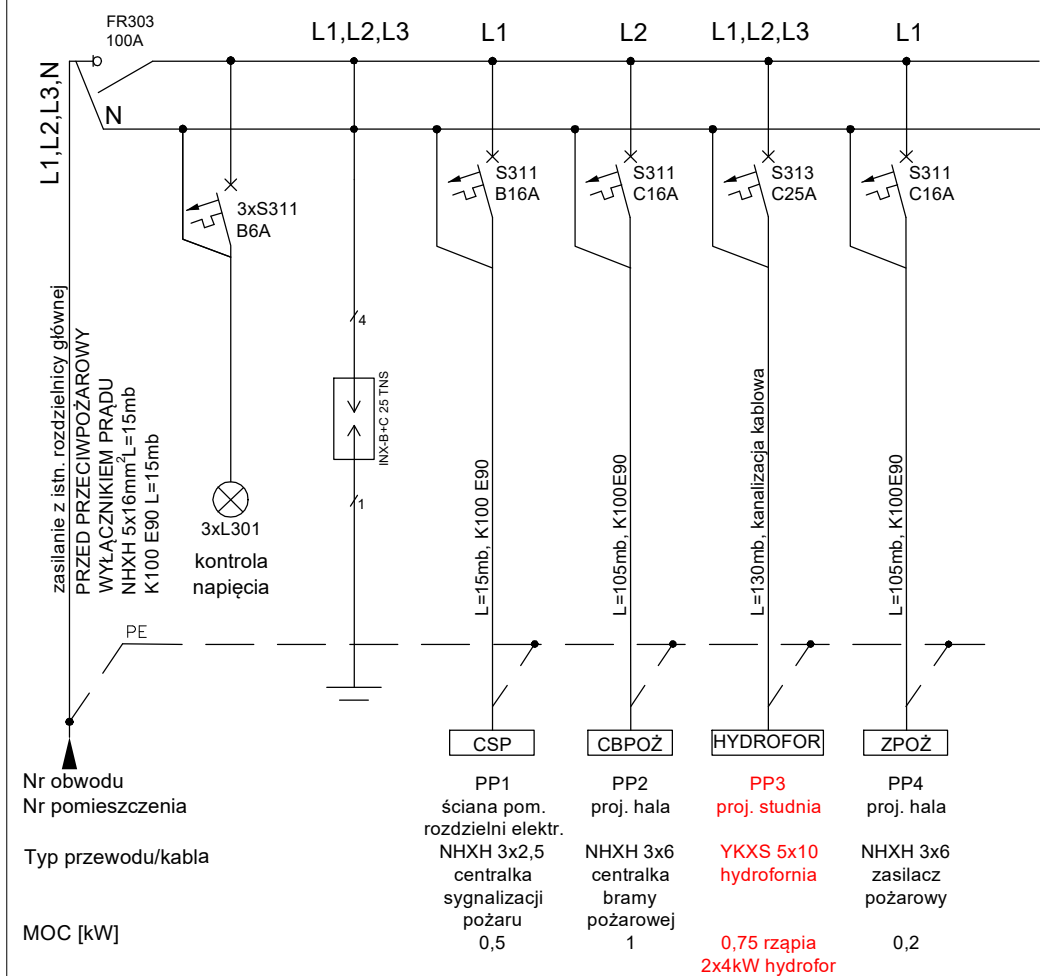 FR303
100A
L1,L2,L3
L1
L2
L1,L2,L3
L1
L1,L2,L3,N
N
3xS311
B6A
S311
B16A
S311
C16A
S313
C25A
S311
C16A
zasilanie z istn. rozdzielnicy głównej
PRZED PRZECIWPOŻAROWY
WYŁĄCZNIKIEM PRĄDU
NHXH 5x16mm²L=15mb
K100 E90 L=15mb
4
INX-B+C 25 TNS
1
3xL301
kontrola
napięcia
L=15mb, K100 E90
L=105mb, K100E90
L=130mb, kanalizacja kablowa
L=105mb, K100E90
PE
CSP
CBPOŻ
HYDROFOR
ZPOŻ
Nr obwodu
Nr pomieszczenia
Typ przewodu/kabla
MOC [kW]
PP1
ściana pom.
rozdzielni elektr.
NHXH 3x2,5
centralka
sygnalizacji
pożaru
0,5
PP2
proj. hala
NHXH 3x6
centralka
bramy
pożarowej
1
PP3
proj. studnia
YKXS 5x10
hydrofornia
0,75 rząpia
2x4kW hydrofor
PP4
proj. hala
NHXH 3x6
zasilacz
pożarowy
0,2